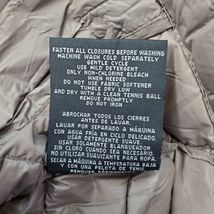 FASTEN ALL CLOSURES BEFORE WASHING
MACHINE WASH COLD SEPARATELY
GENTLE CYCLE
USE MILD DETERGENT
ONLY NON-CHLORINE BLEACH
WHEN NEEDED
DO NOT USE FABRIC SOFTENER
TUMBLE DRY LOW
AND DRY WITH A CLEAN TENNIS BALL
REMOVE PROMPTLY
DO NOT IRON
ABROCHAR TODOS LOS CIERRES
ANTES DE LAVAR
LAVAR POR SEPARADO A MÁQUINA
CON AGUA FRÍA EN CICLO DELICADO.
USAR DETERGENTE SUAVE
USAR SOLAMENTE BLANQUEADOR
SIN CLORO CUANDO SEA NECESARIO.
NO UTILIZAR SUAVIZANTE PARA ROPA.
SECAR A MÁQUINA A TEMPERATURA BAJA
Y CON UNA PELOTA DE TENIS